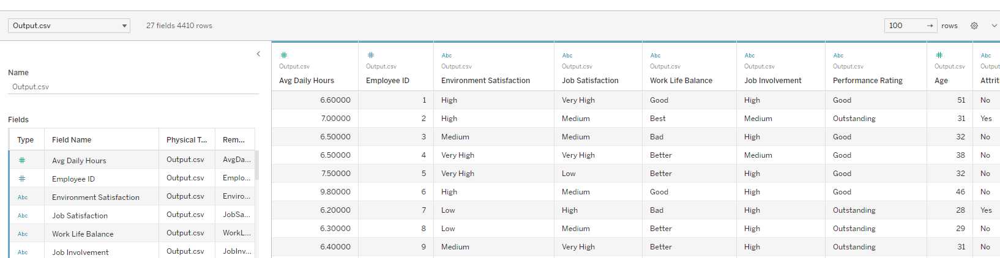 Output.csv 27 fields 4410 rows 100 → rows
Name
Output.csv
Fields
Type Field Name Physical T... Rem...
# Avg Daily Hours Output.csv AvgDa...
# Employee ID Output.csv Emplo...
Abc Environment Satisfaction Output.csv Enviro...
Abc Job Satisfaction Output.csv JobSa...
Abc Work Life Balance Output.csv WorkL...
Abc Job Involvement Output.csv JobInv...
# # Abc Abc Abc Abc Abc # Abc
Output.csv Output.csv Output.csv Output.csv Output.csv Output.csv Output.csv Output.csv Outpu
Avg Daily Hours Employee ID Environment Satisfaction Job Satisfaction Work Life Balance Job Involvement Performance Rating Age Attriti
6.60000 1 High Very High Good High Good 51 No
7.00000 2 High Medium Best Medium Outstanding 31 Yes
6.50000 3 Medium Medium Bad High Good 32 No
6.50000 4 Very High Very High Better Medium Good 38 No
7.50000 5 Very High Low Better High Good 32 No
9.80000 6 High Medium Good High Good 46 No
6.20000 7 Low High Bad High Outstanding 28 Yes
6.30000 8 Low Medium Better High Outstanding 29 No
6.40000 9 Medium Very High Better High Outstanding 31 No